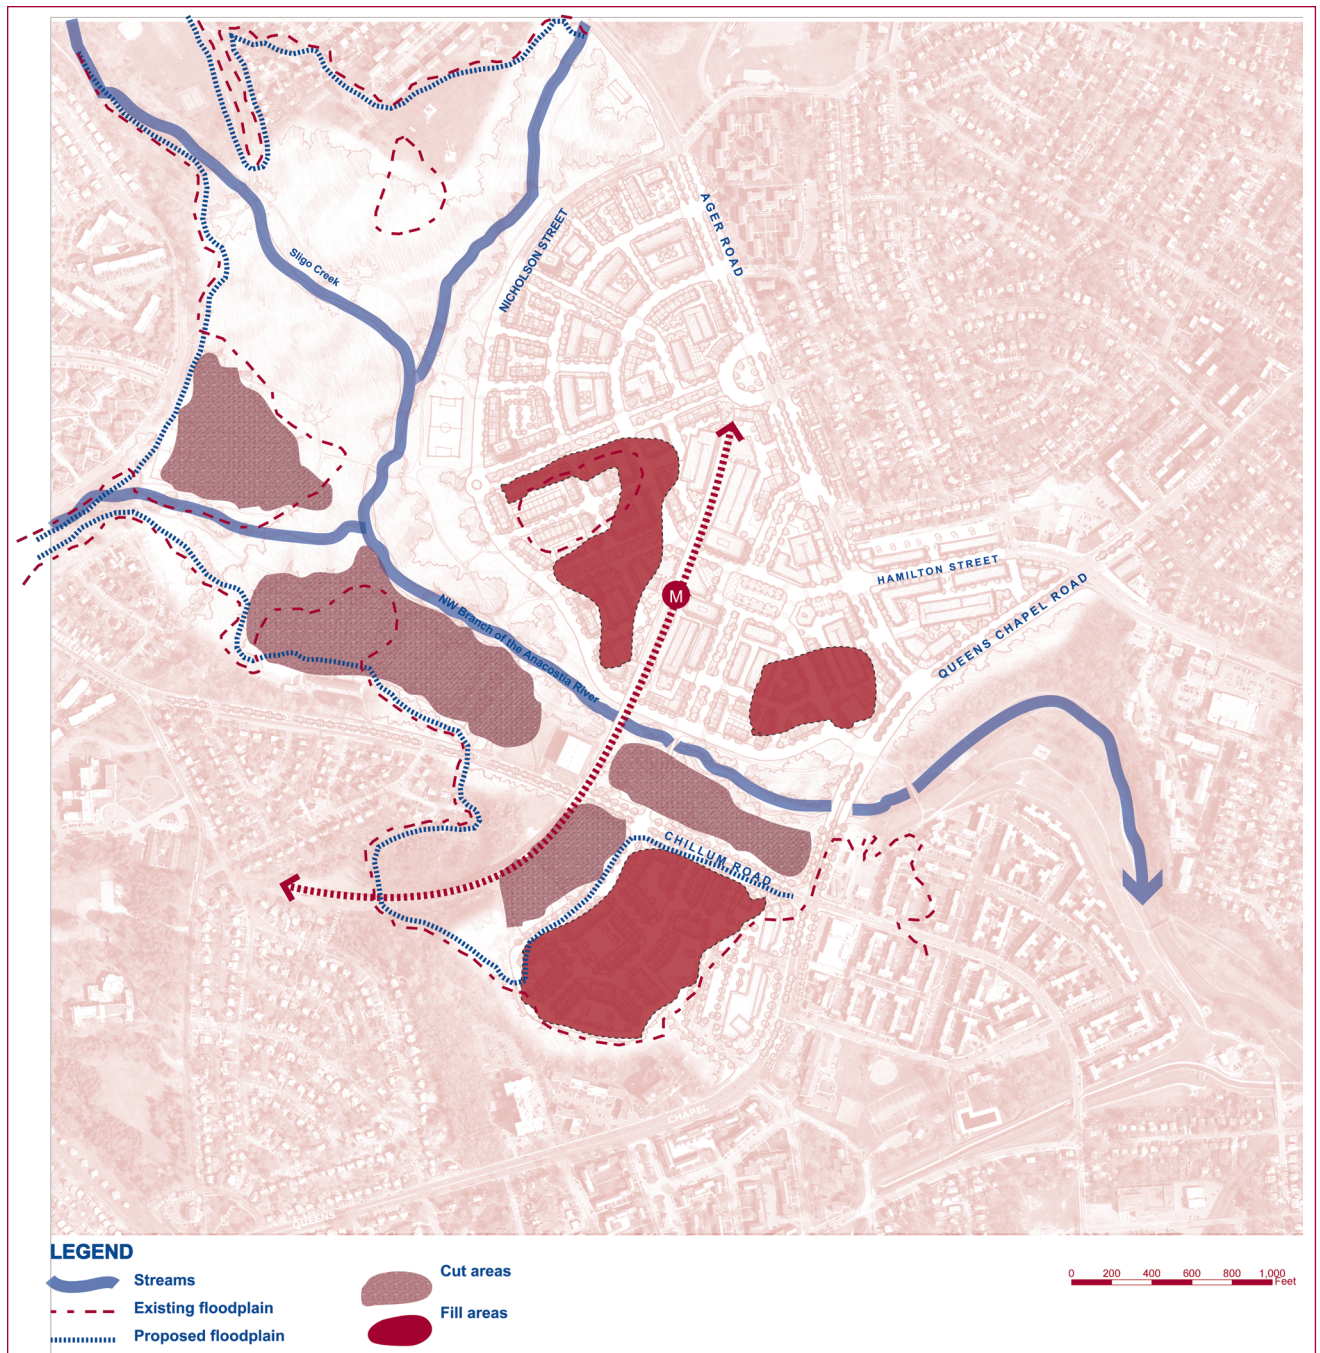 AGER ROAD
NICHOLSON STREET
Sligo Creek
QUEENS
HAMILTON STREET
M
QUEENS CHAPEL ROAD
NW Branch of the Anacostia River
CHILLUM ROAD
ROAD
CHAPEL
QUEENS
LEGEND
Streams
Existing floodplain
Proposed floodplain
Cut areas
Fill areas
0 200 400 600 800 1,000
Feet